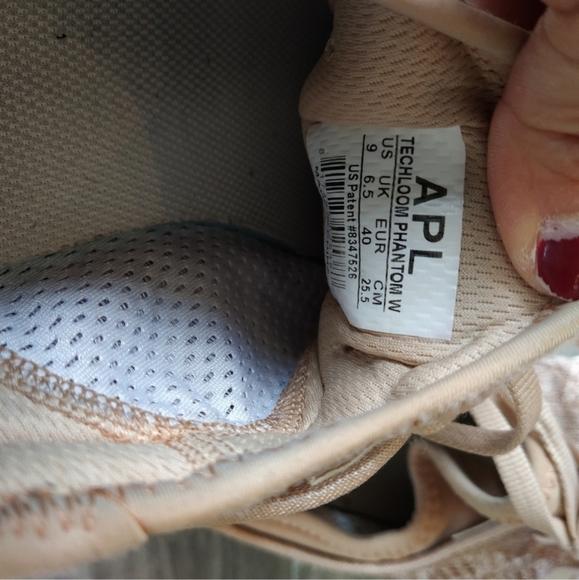 APL
TECHLOOM PHANTOM W
US UK EUR CM
9 6.5 40 25.5
US Patent #8347526